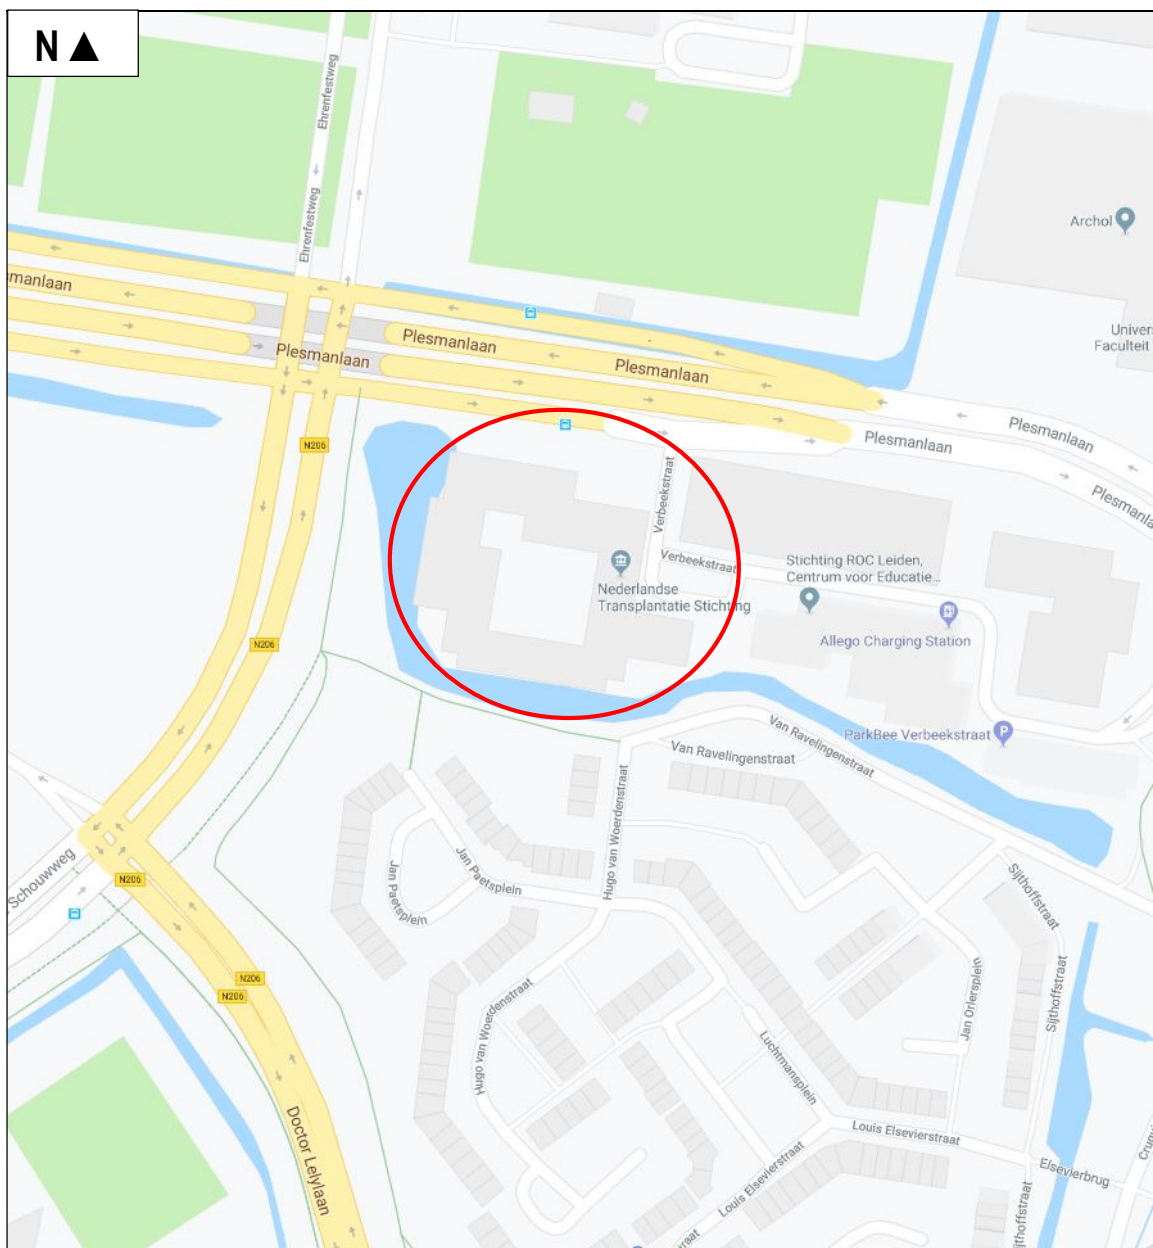 N ▲
Ehrenfestweg
Ehrenfestweg
Archol
smanlaan
Plesmanlaan
Plesmanlaan
Plesmanlaan
Univers
Faculteit
Plesmanlaan
Plesmanlaan
Plesmanla
N206
Verbeekstraat
Verbeekstraat
Stichting ROC Leiden,
Centrum voor Educatie...
Nederlandse
Transplantatie Stichting
Allego Charging Station
N206
ParkBee Verbeekstraat
P
Van Ravelingenstraat
Van Ravelingenstraat
Hugo van Woerdenstraat
Jan Paetsplein
Jan Paetsplein
Schouwweg
N206
Sijthoffstraat
Sijthoffstraat
Jan Orlersplein
N206
N206
Hugo van Woerdenstraat
Luchtmansplein
Doctor Lelylaan
Louis Elsevierstraat
Louis Elsevierstraat
Elsevierbrug
Sijthoffstraat